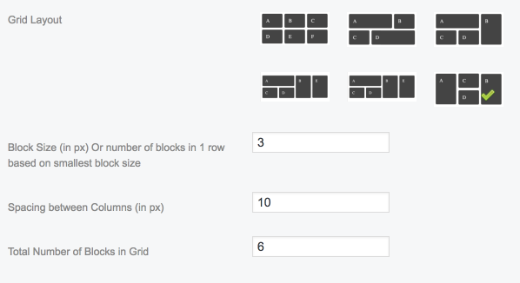 Grid Layout
A B C A B A B
D E F C D C D
A B
C D
A C B
D
Block Size (in px) Or number of blocks in 1 row
based on smallest block size
3
Spacing between Columns (in px)
10
Total Number of Blocks in Grid
6